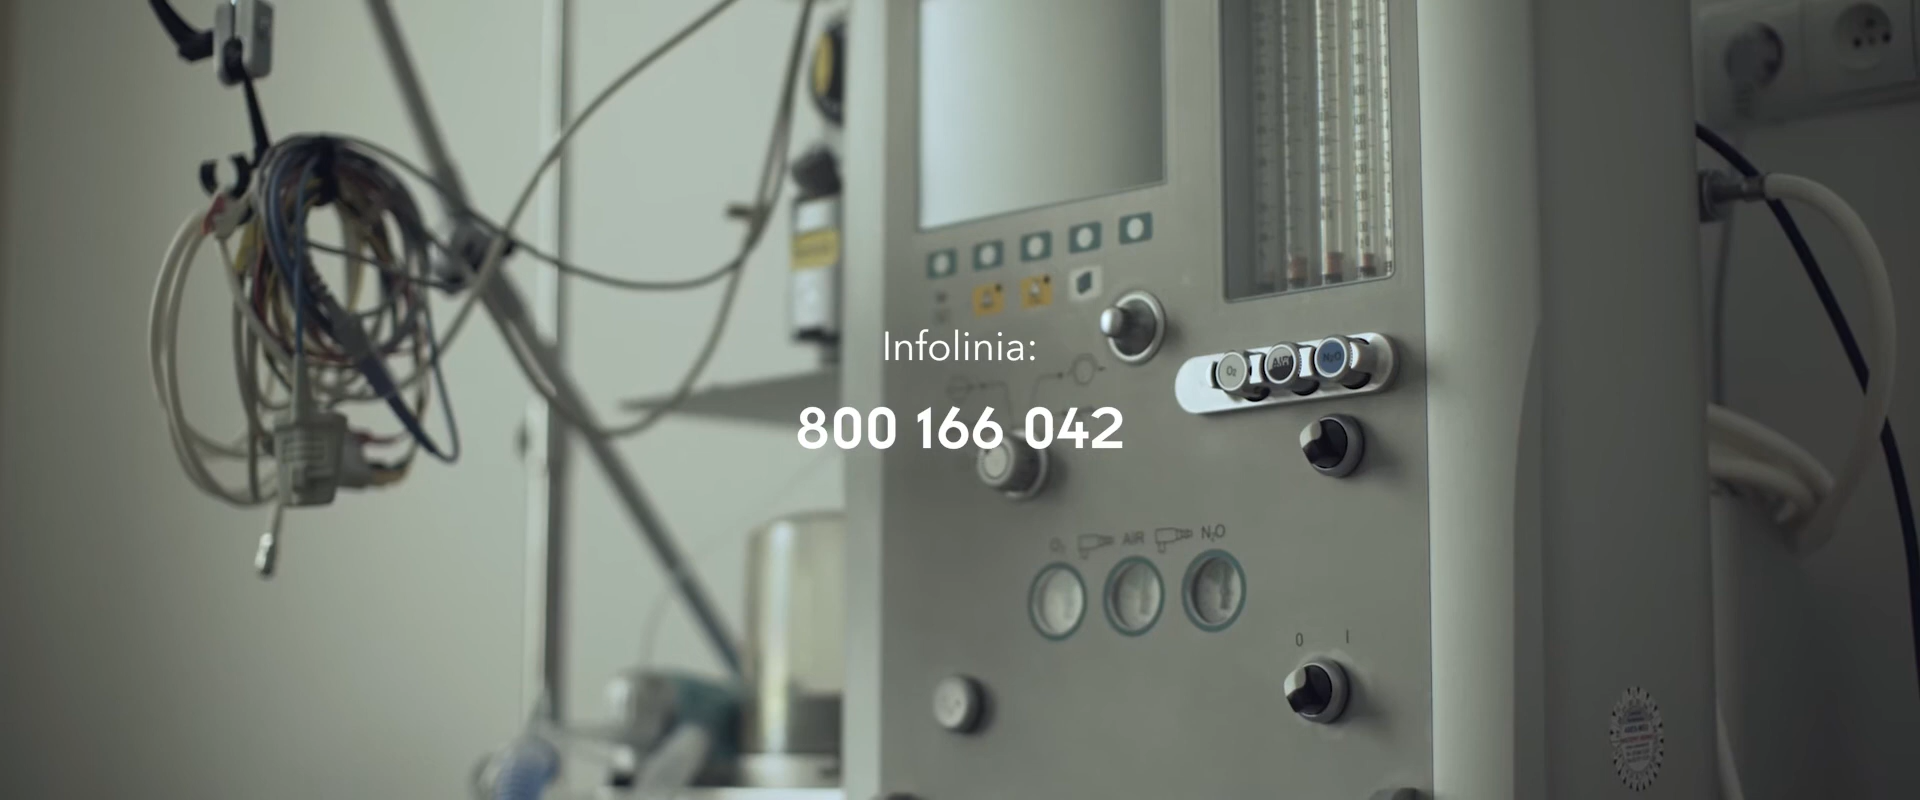 Infolinia:
800 166 042
O₂ AIR N₂O
AIR N₂O
0 I